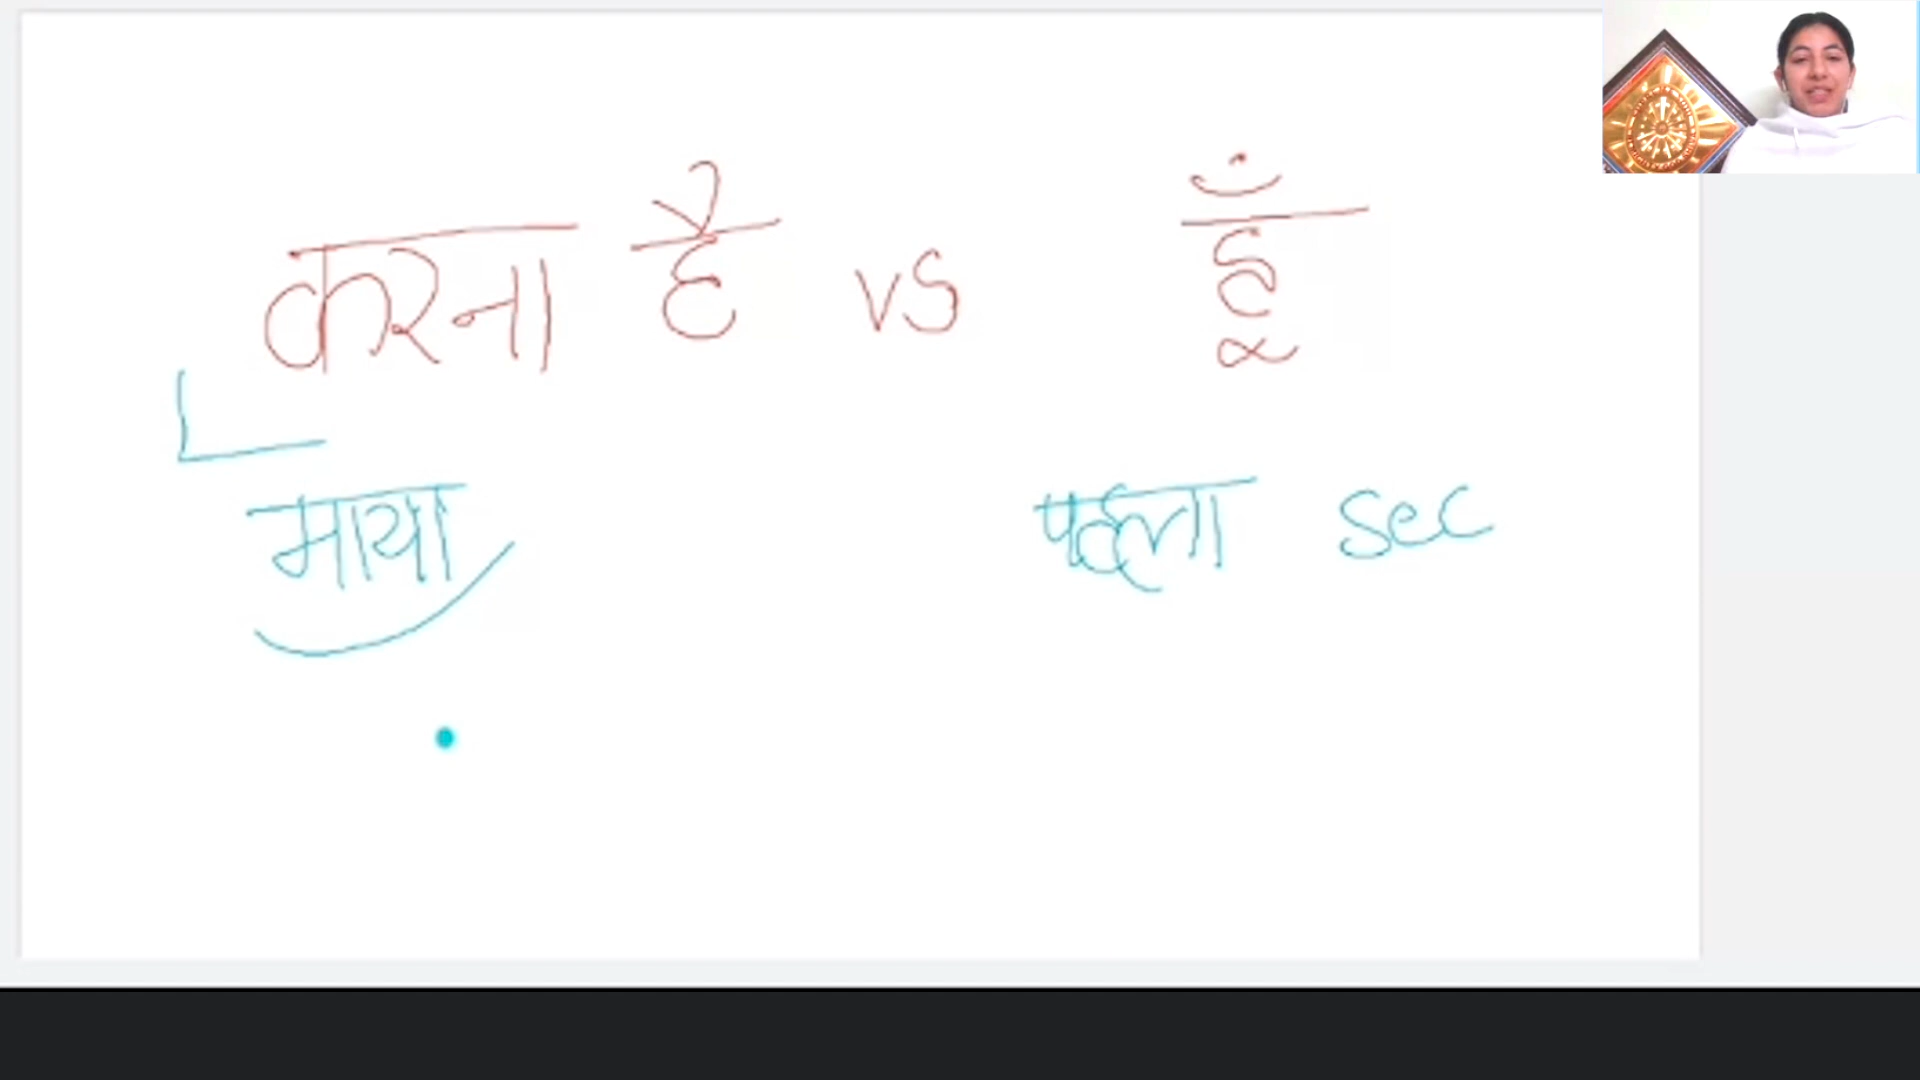 करना है vs हूँ
माया पहला sec